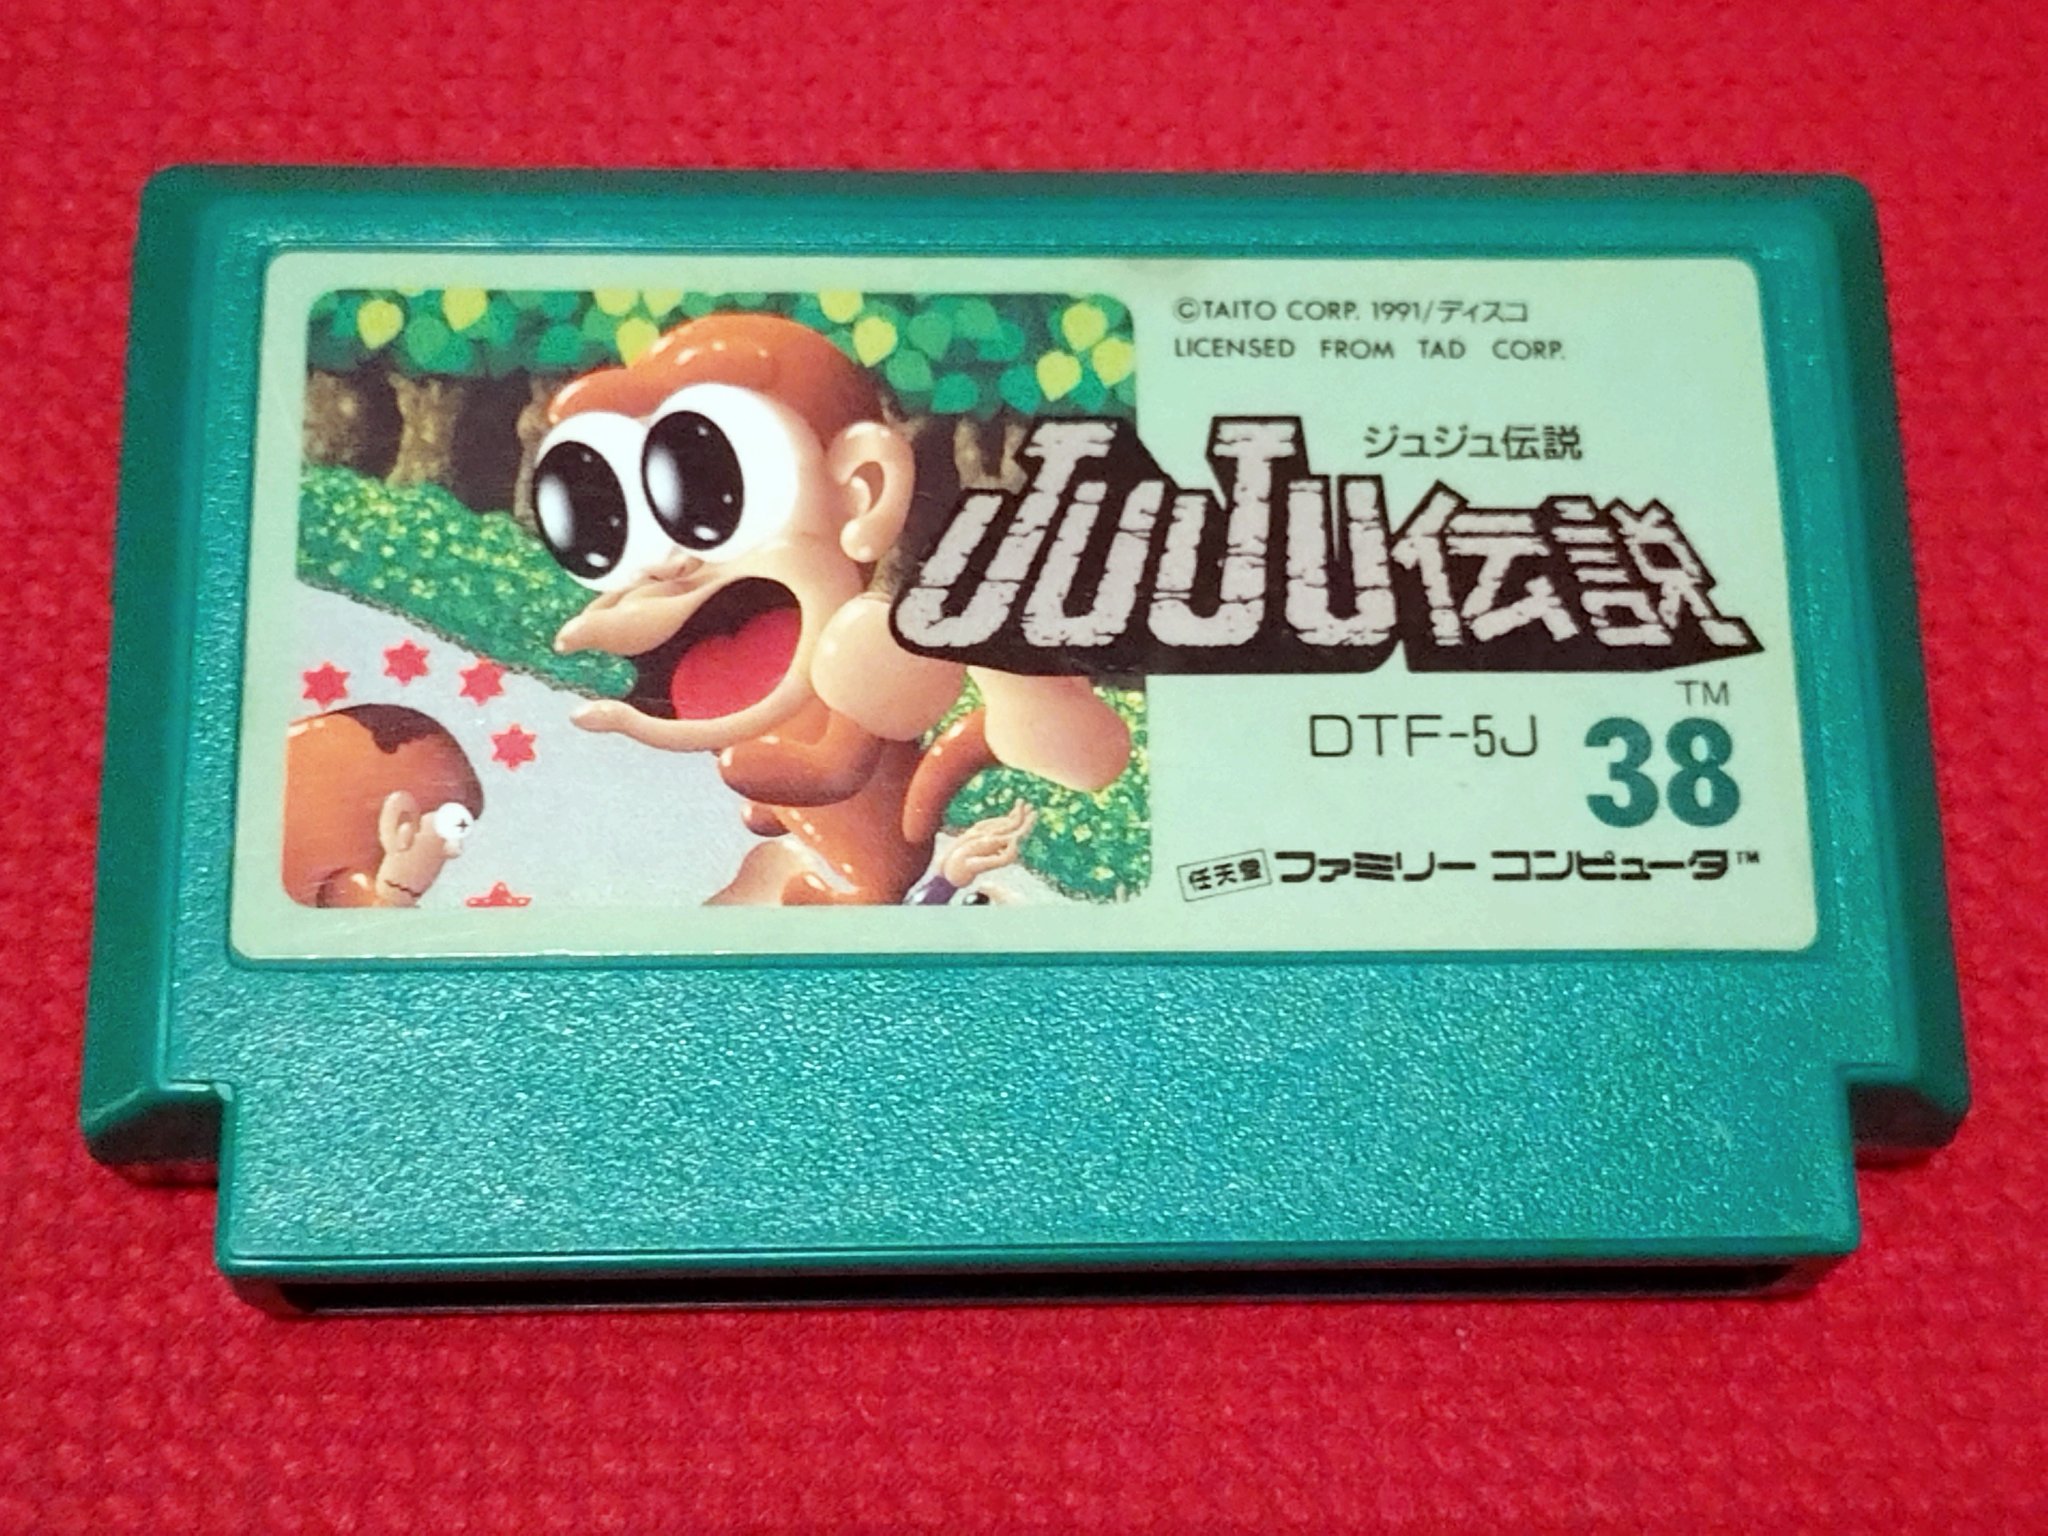 ©TAITO CORP. 1991/ディスコ
LICENSED FROM TAD CORP.
ジュジュ伝説
JUJU伝説
TM
DTF-5J 38
任天堂 ファミリー コンピュータ™